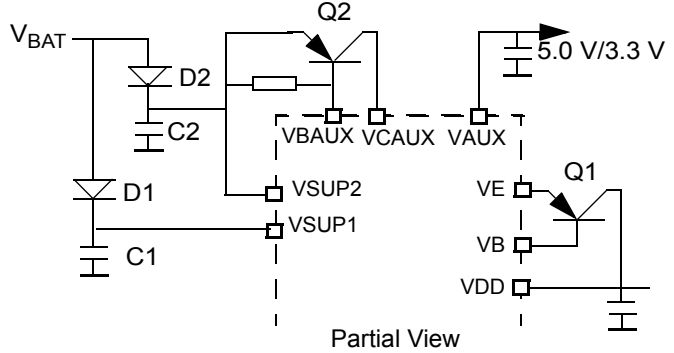 Q2
V_BAT
5.0 V/3.3 V
D2
C2
VBAUX VCAUX VAUX
Q1
D1
VSUP2
VE
VSUP1
VB
C1
VDD
Partial View